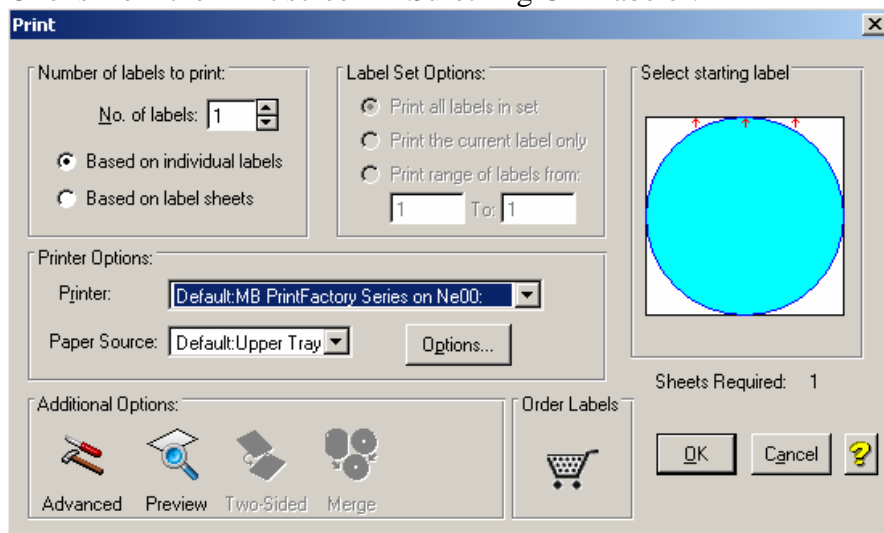 Print
Number of labels to print:
No. of labels: 1
Based on individual labels
Based on label sheets
Label Set Options:
Print all labels in set
Print the current label only
Print range of labels from:
1 To: 1
Select starting label
Printer Options:
Printer: Default:MB PrintFactory Series on Ne00:
Paper Source: Default:Upper Tray
Options...
Sheets Required: 1
Additional Options:
Advanced Preview Two-Sided Merge
Order Labels
OK Cancel ?